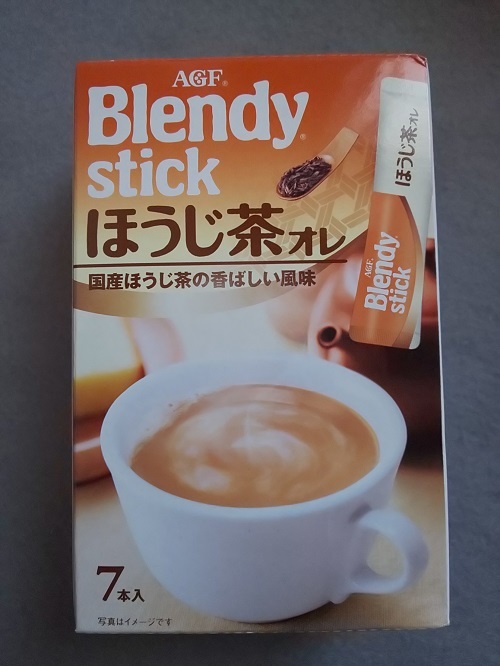 AGF®
Blendy®
stick
ほうじ茶オレ
国産ほうじ茶の香ばしい風味
ほうじ茶オレ
AGF
Blendy
stick
7本入
写真はイメージです